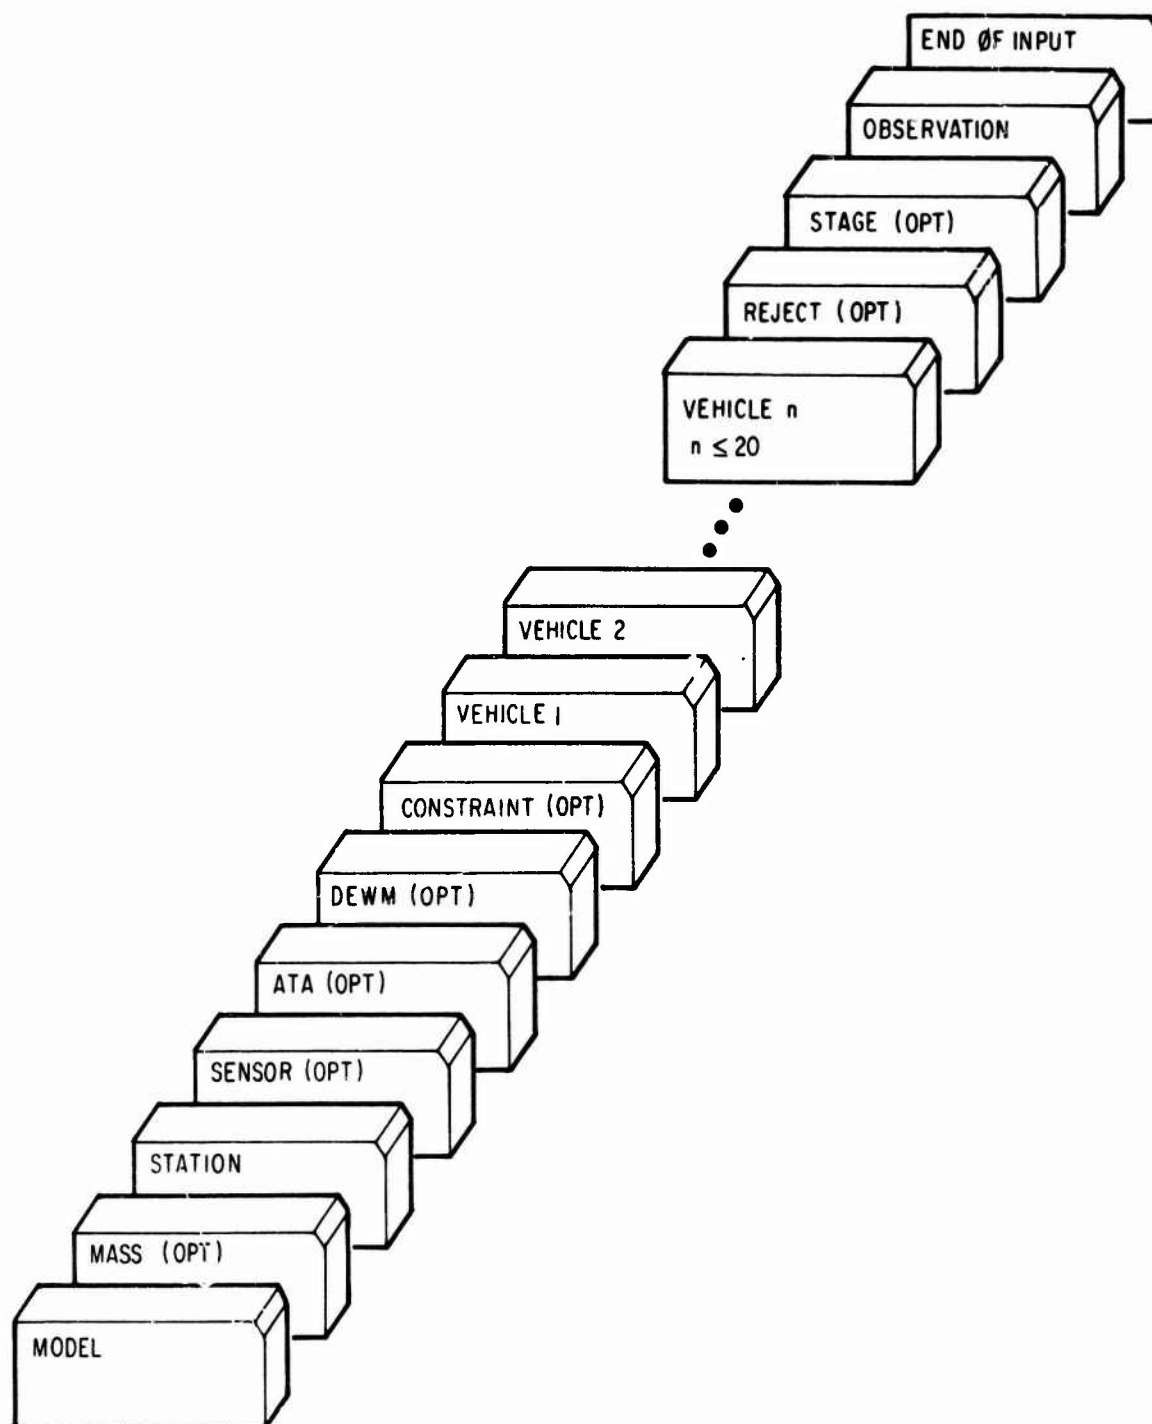 END ØF INPUT
OBSERVATION
STAGE (OPT)
REJECT (OPT)
VEHICLE n
n ≤ 20
VEHICLE 2
VEHICLE 1
CONSTRAINT (OPT)
DEWM (OPT)
ATA (OPT)
SENSOR (OPT)
STATION
MASS (OPT)
MODEL